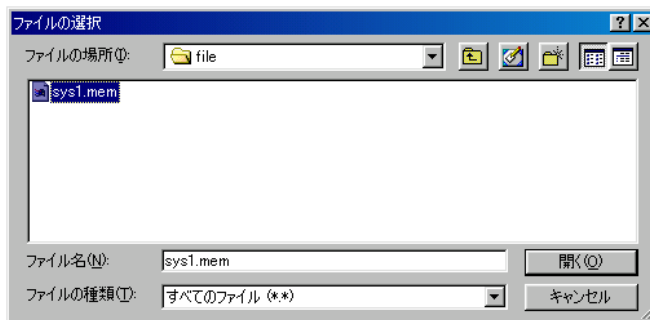 ファイルの選択
ファイルの場所(I): file
sys1.mem
ファイル名(N): sys1.mem 開く(O)
ファイルの種類(T): すべてのファイル (*.*) キャンセル